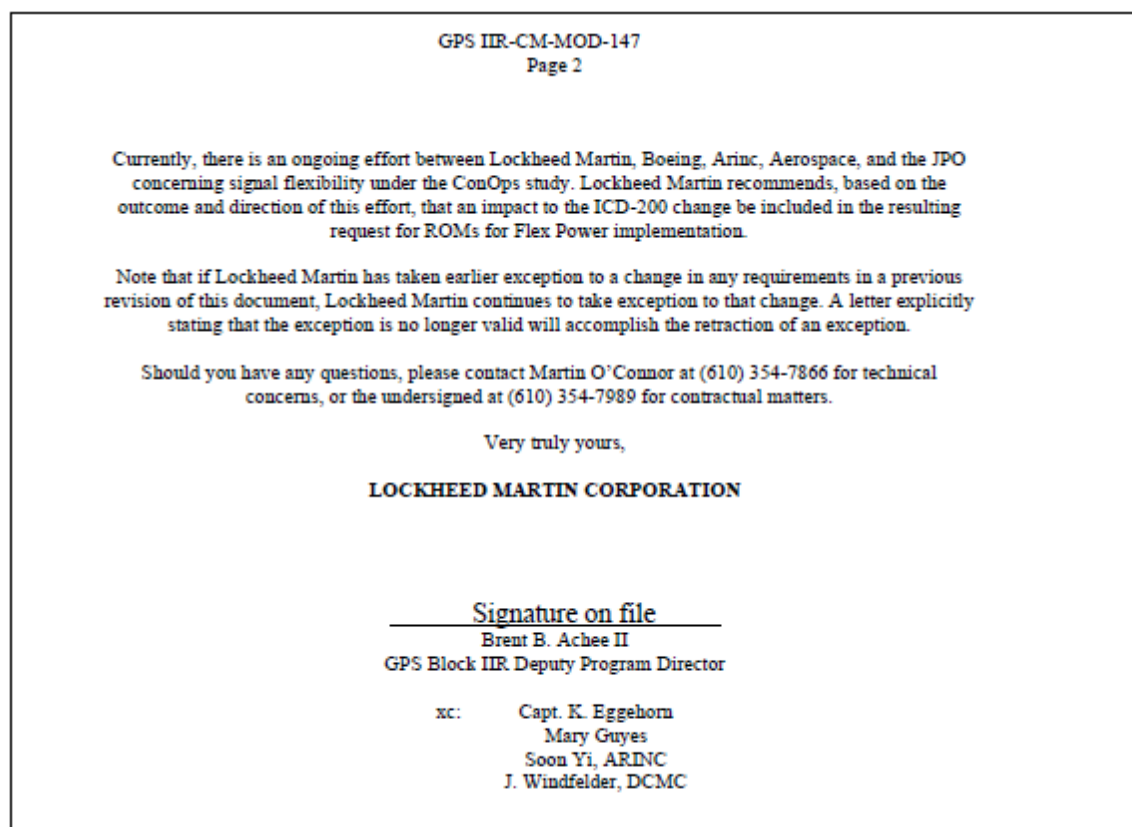 GPS IIR-CM-MOD-147
Page 2
Currently, there is an ongoing effort between Lockheed Martin, Boeing, Arinc, Aerospace, and the JPO
concerning signal flexibility under the ConOps study. Lockheed Martin recommends, based on the
outcome and direction of this effort, that an impact to the ICD-200 change be included in the resulting
request for ROMs for Flex Power implementation.
Note that if Lockheed Martin has taken earlier exception to a change in any requirements in a previous
revision of this document, Lockheed Martin continues to take exception to that change. A letter explicitly
stating that the exception is no longer valid will accomplish the retraction of an exception.
Should you have any questions, please contact Martin O’Connor at (610) 354-7866 for technical
concerns, or the undersigned at (610) 354-7989 for contractual matters.
Very truly yours,
LOCKHEED MARTIN CORPORATION
Signature on file
Brent B. Achee II
GPS Block IIR Deputy Program Director
xc: Capt. K. Eggehorn
Mary Guyes
Soon Yi, ARINC
J. Windfelder, DCMC